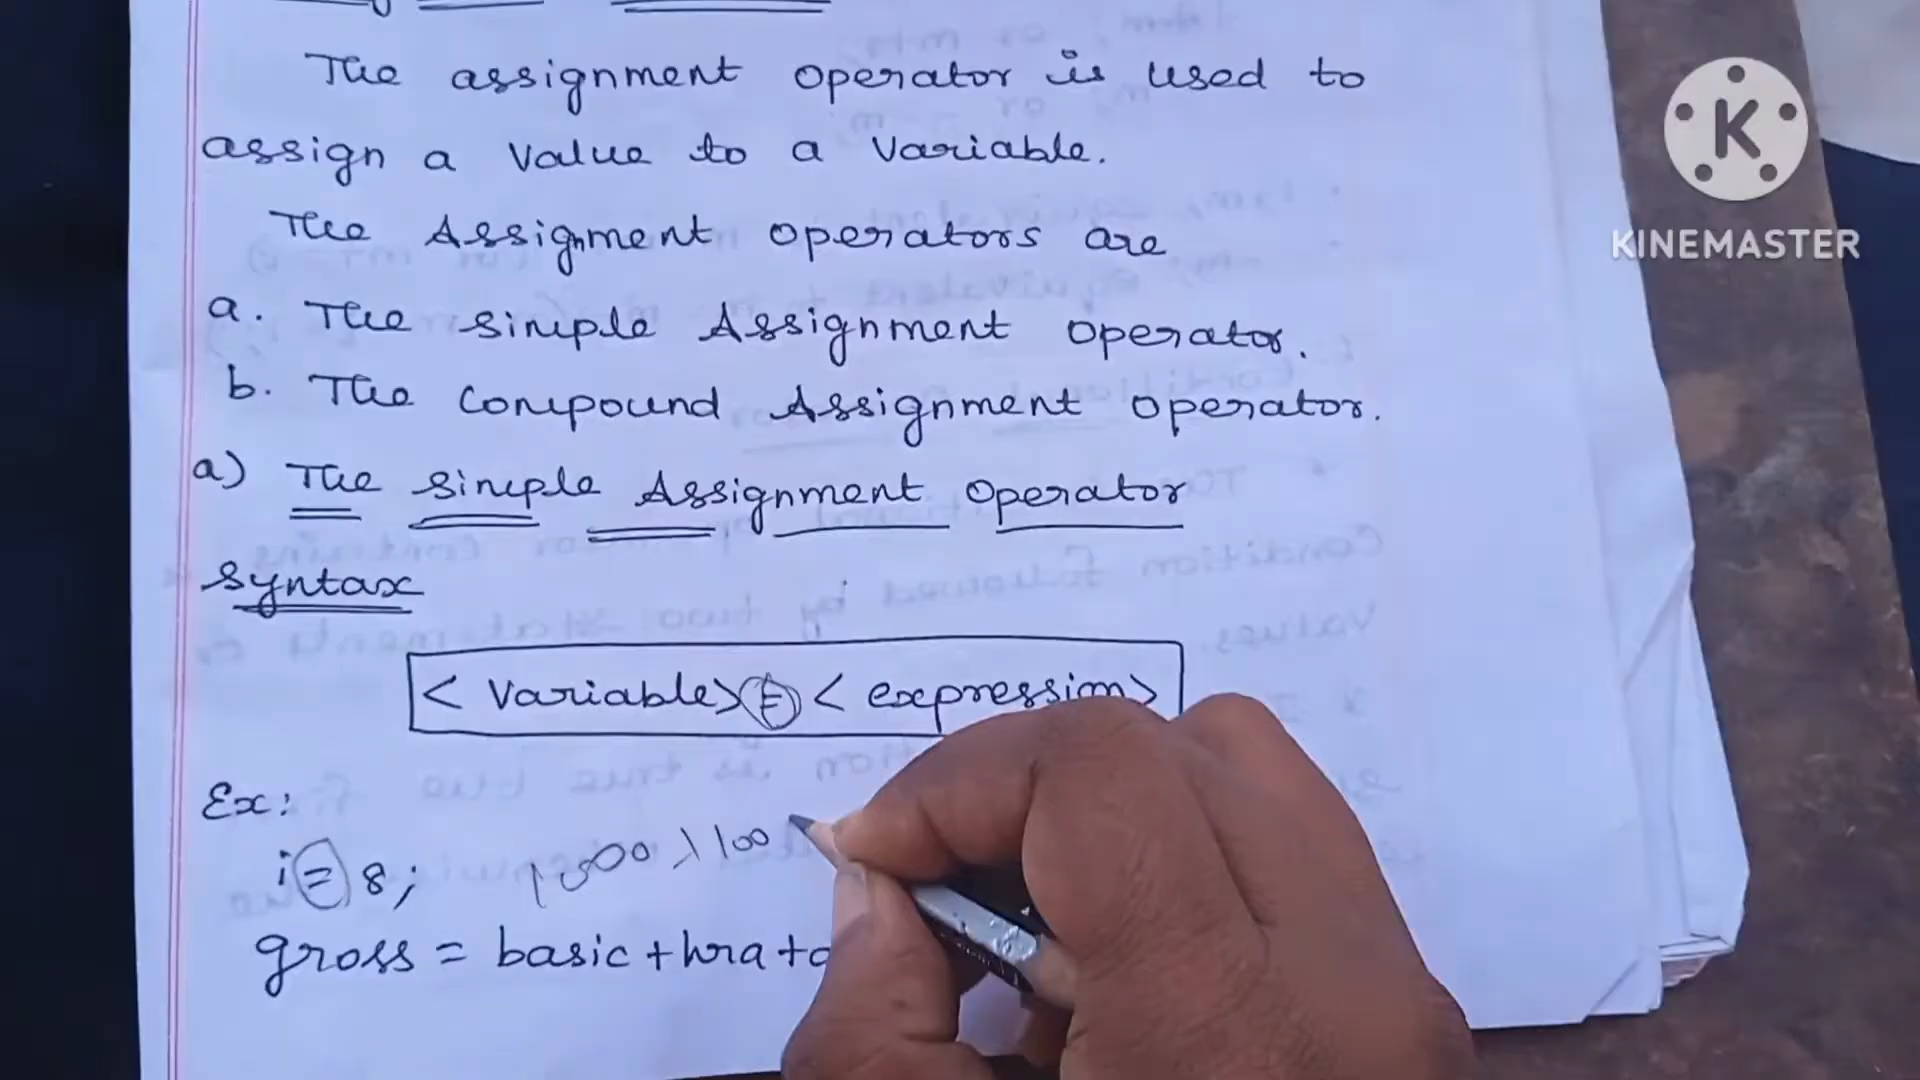 The assignment operator is used to
assign a value to a variable.
The Assignment operators are
a. The simple Assignment operator.
b. The compound Assignment operator.
a) The simple Assignment operator
Syntax
< variable> = < expression>
Ex:
i = 8;
> 100
gross = basic + hra +
K
KINEMASTER